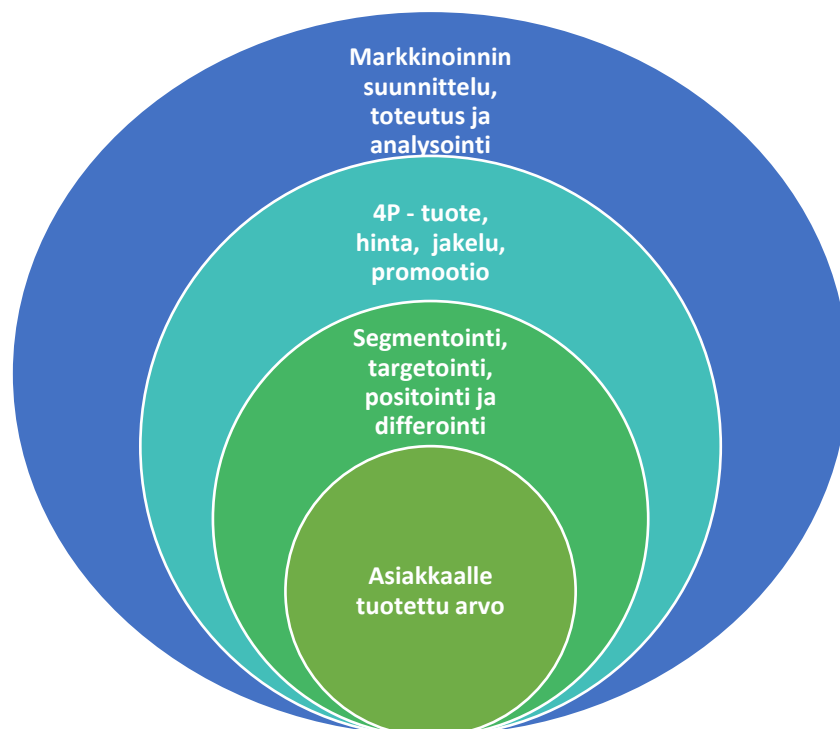 Markkinoinnin
suunnittelu,
toteutus ja
analysointi
4P - tuote,
hinta, jakelu,
promootio
Segmentointi,
targetointi,
positointi ja
differointi
Asiakkaalle
tuotettu arvo